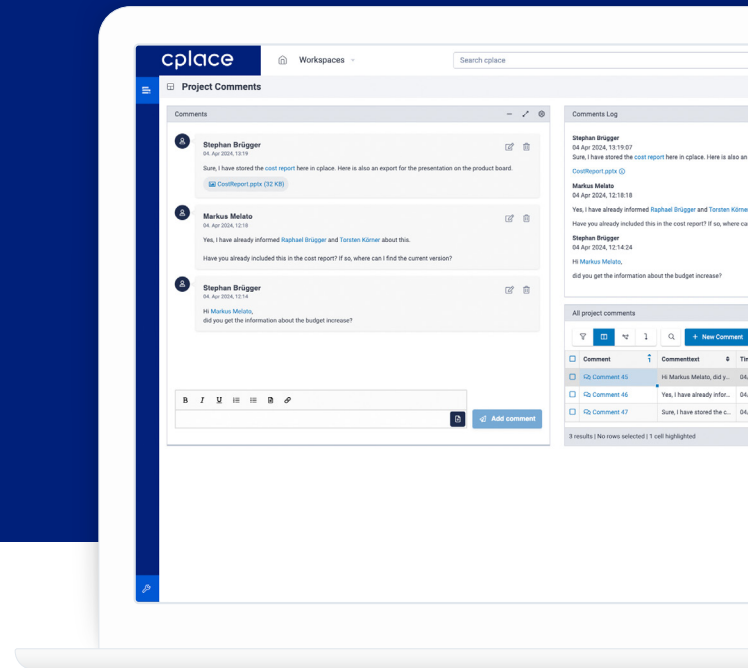 cplace
Workspaces
Search cplace
Project Comments
Comments
Stephan Brügger
04. Apr 2024, 13:19
Sure, I have stored the cost report here in cplace. Here is also an export for the presentation on the product board.
CostReport.pptx (32 KB)
Markus Melato
04. Apr 2024, 12:18
Yes, I have already informed Raphael Brügger and Torsten Körner about this.
Have you already included this in the cost report? If so, where can I find the current version?
Stephan Brügger
04. Apr 2024, 12:14
Hi Markus Melato,
did you get the information about the budget increase?
B I U
Add comment
Comments Log
Stephan Brügger
04 Apr 2024, 13:19:07
Sure, I have stored the cost report here in cplace. Here is also an
CostReport.pptx
Markus Melato
04 Apr 2024, 12:18:18
Yes, I have already informed Raphael Brügger and Torsten Körner
Have you already included this in the cost report? If so, where ca
Stephan Brügger
04 Apr 2024, 12:14:24
Hi Markus Melato,
did you get the information about the budget increase?
All project comments
+ New Comment
Comment 1 Commenttext Tim
Comment 45 Hi Markus Melato, did y... 04.
Comment 46 Yes, I have already infor... 04.
Comment 47 Sure, I have stored the c... 04.
3 results | No rows selected | 1 cell highlighted